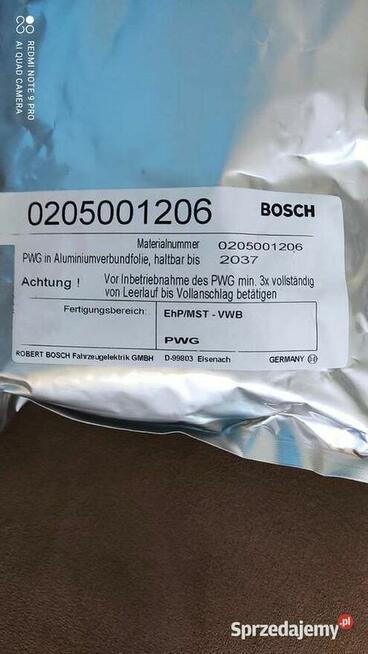 REDMI NOTE 9 PRO
AI QUAD CAMERA
0205001206 BOSCH
Materialnummer 0205001206
PWG in Aluminiumverbundfolie, haltbar bis 2037
Achtung ! Vor Inbetriebnahme des PWG min. 3x vollständig
von Leerlauf bis Vollanschlag betätigen
Fertigungsbereich: EhP/MST - VWB
PWG
ROBERT BOSCH Fahrzeugelektrik GMBH D-99803 Eisenach GERMANY
Sprzedajemy.pl